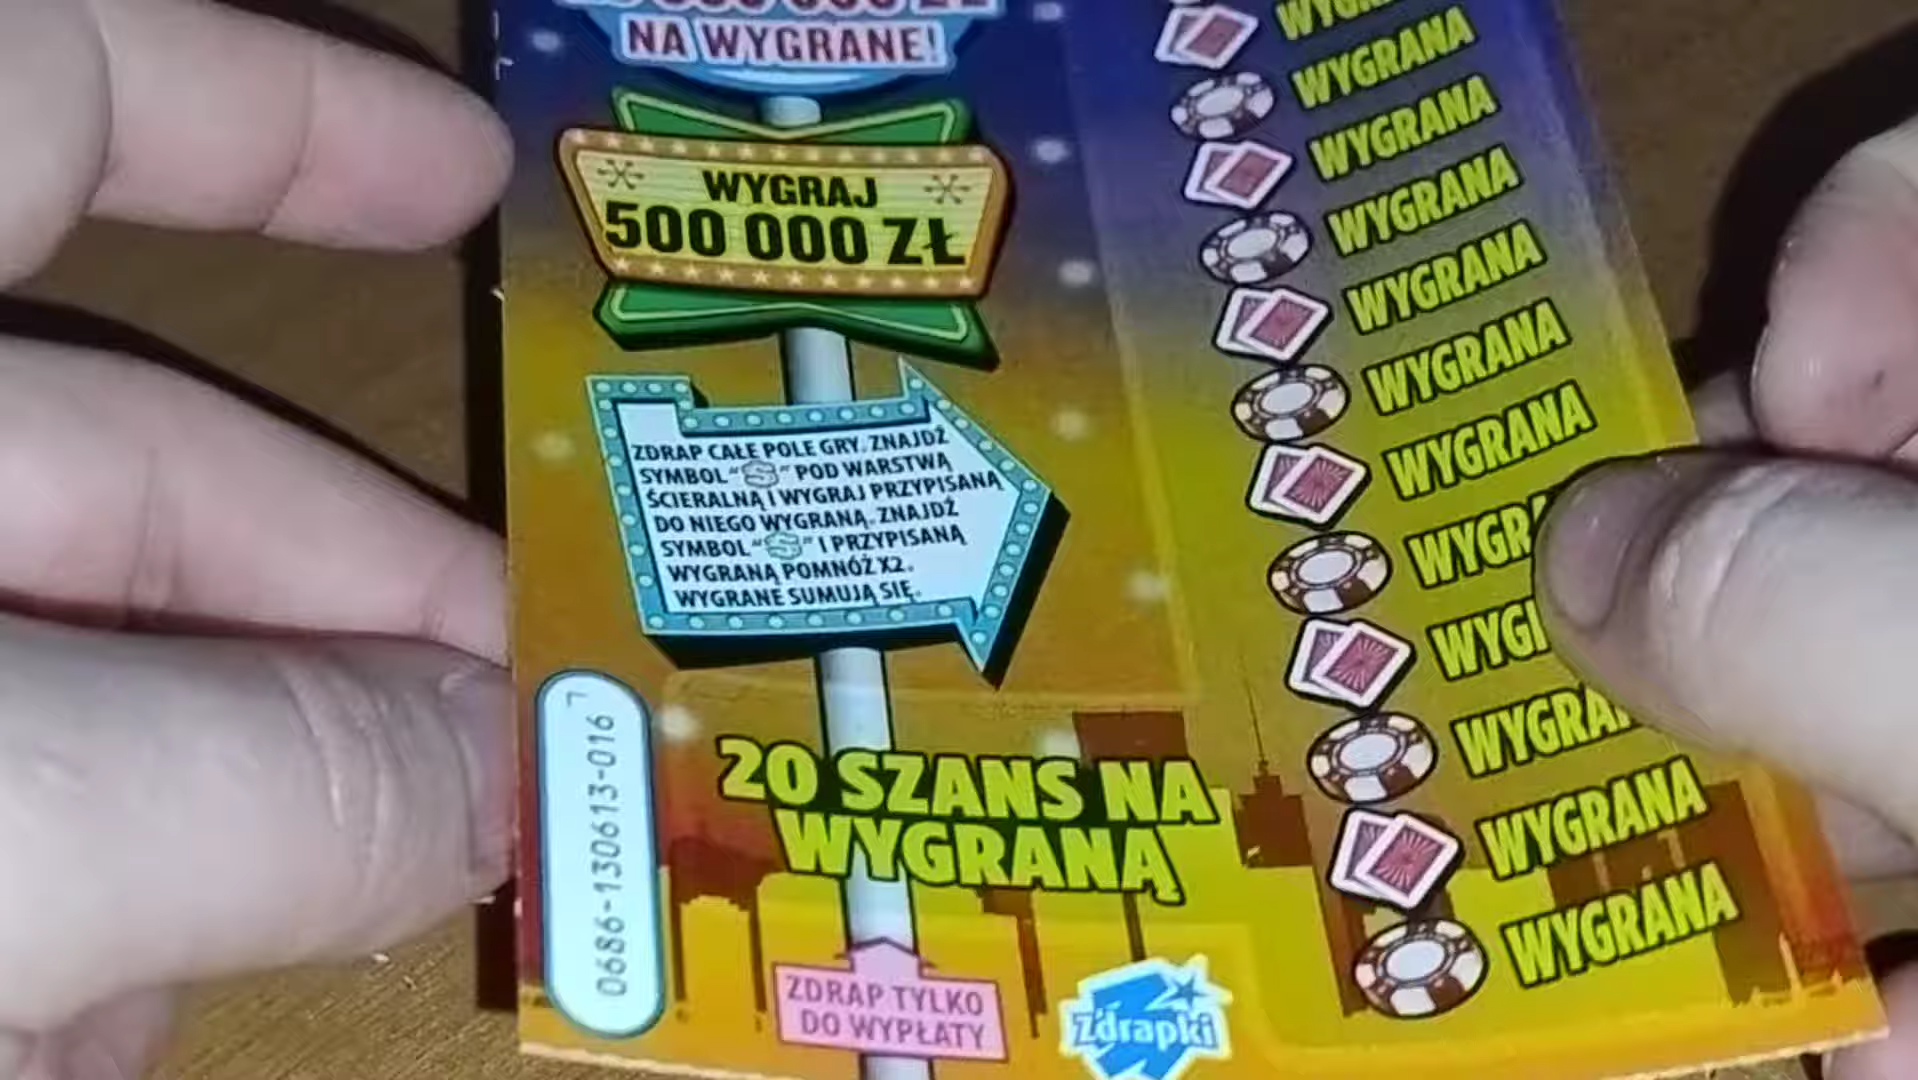 NA WYGRANE!
WYGRAJ
500 000 ZŁ
ZDRAP CAŁE POLE GRY. ZNAJDŹ
SYMBOL "S" POD WARSTWĄ
ŚCIERALNĄ I WYGRAJ PRZYPISANĄ
DO NIEGO WYGRANĄ. ZNAJDŹ
SYMBOL "S" I PRZYPISANĄ
WYGRANĄ POMNÓŻ X2.
WYGRANE SUMUJĄ SIĘ.
0686-130613-016
7
20 SZANS NA
WYGRANĄ
ZDRAP TYLKO
DO WYPŁATY
Zdrapki
WYGRANA
WYGRANA
WYGRANA
WYGRANA
WYGRANA
WYGRANA
WYGRANA
WYGRANA